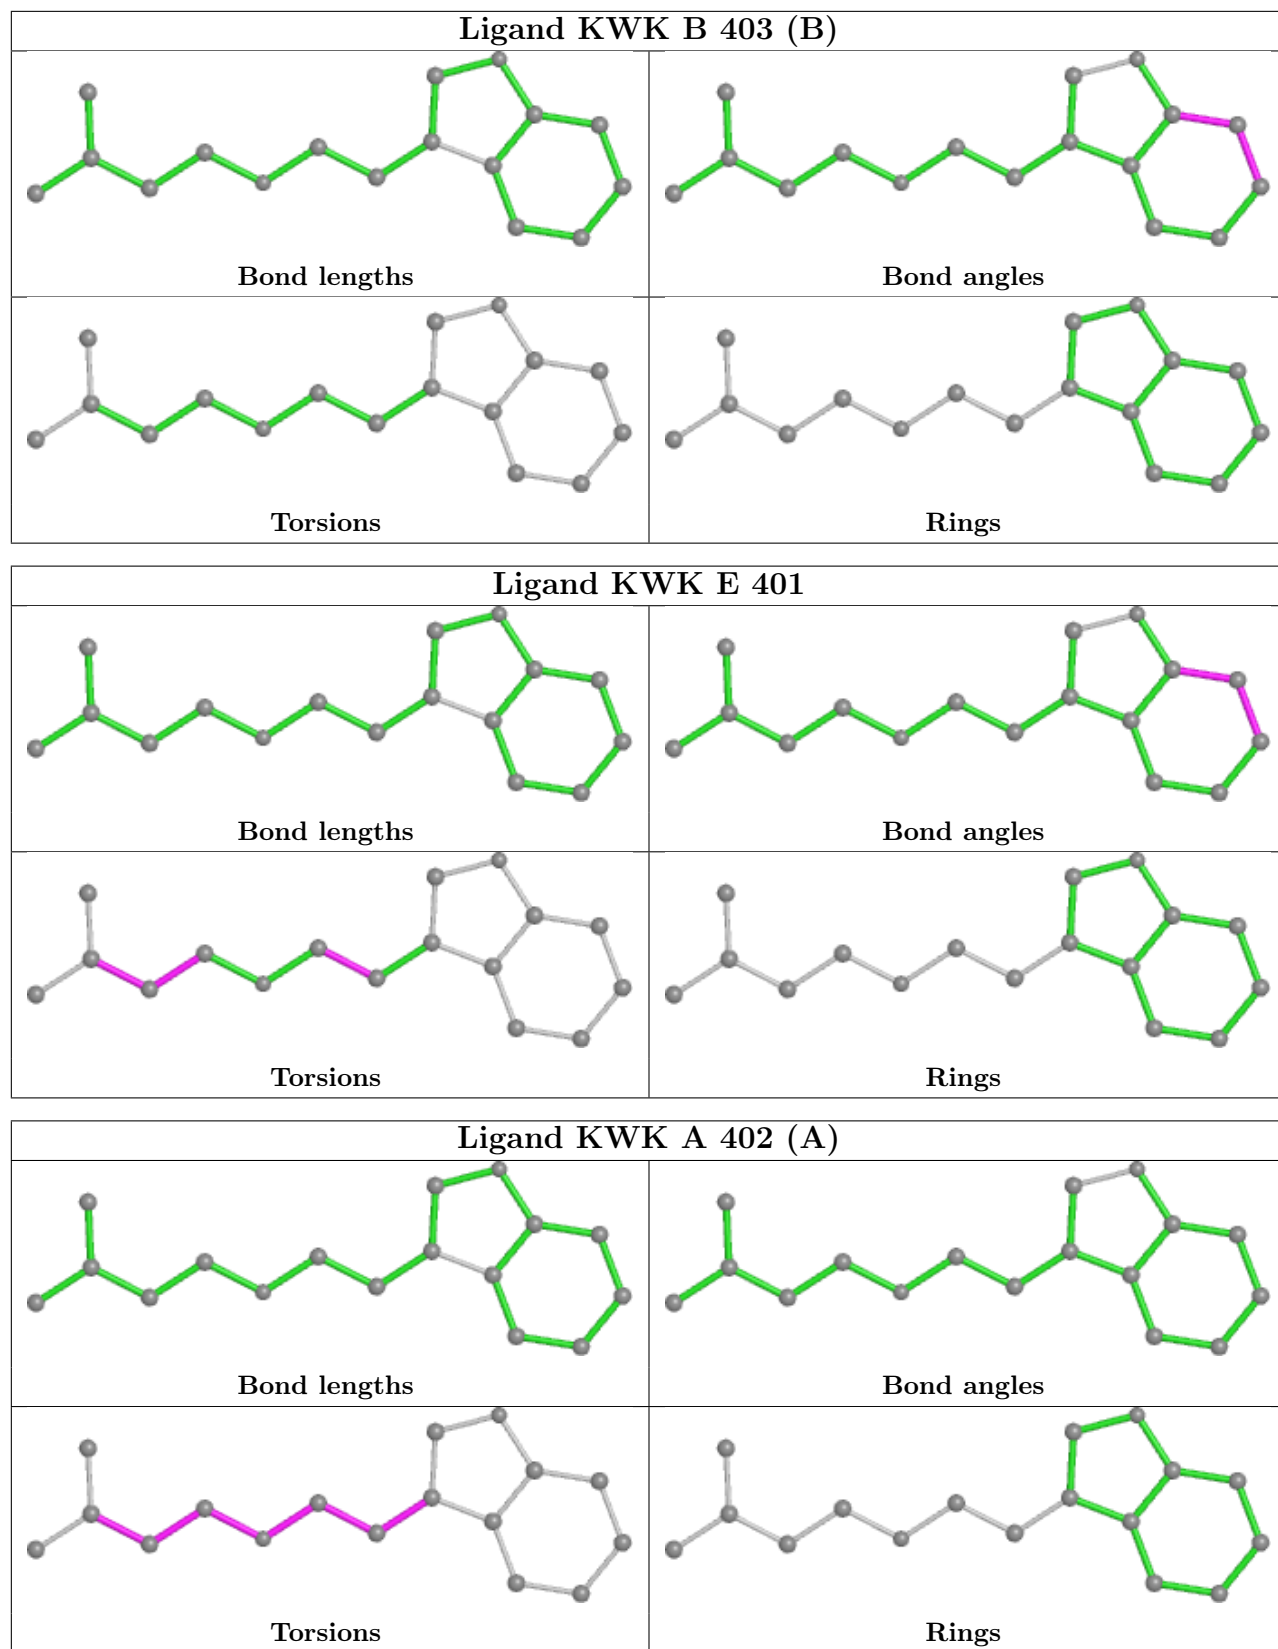 Ligand KWK B 403 (B)
Bond lengths
Bond angles
Torsions
Rings
Ligand KWK E 401
Bond lengths
Bond angles
Torsions
Rings
Ligand KWK A 402 (A)
Bond lengths
Bond angles
Torsions
Rings